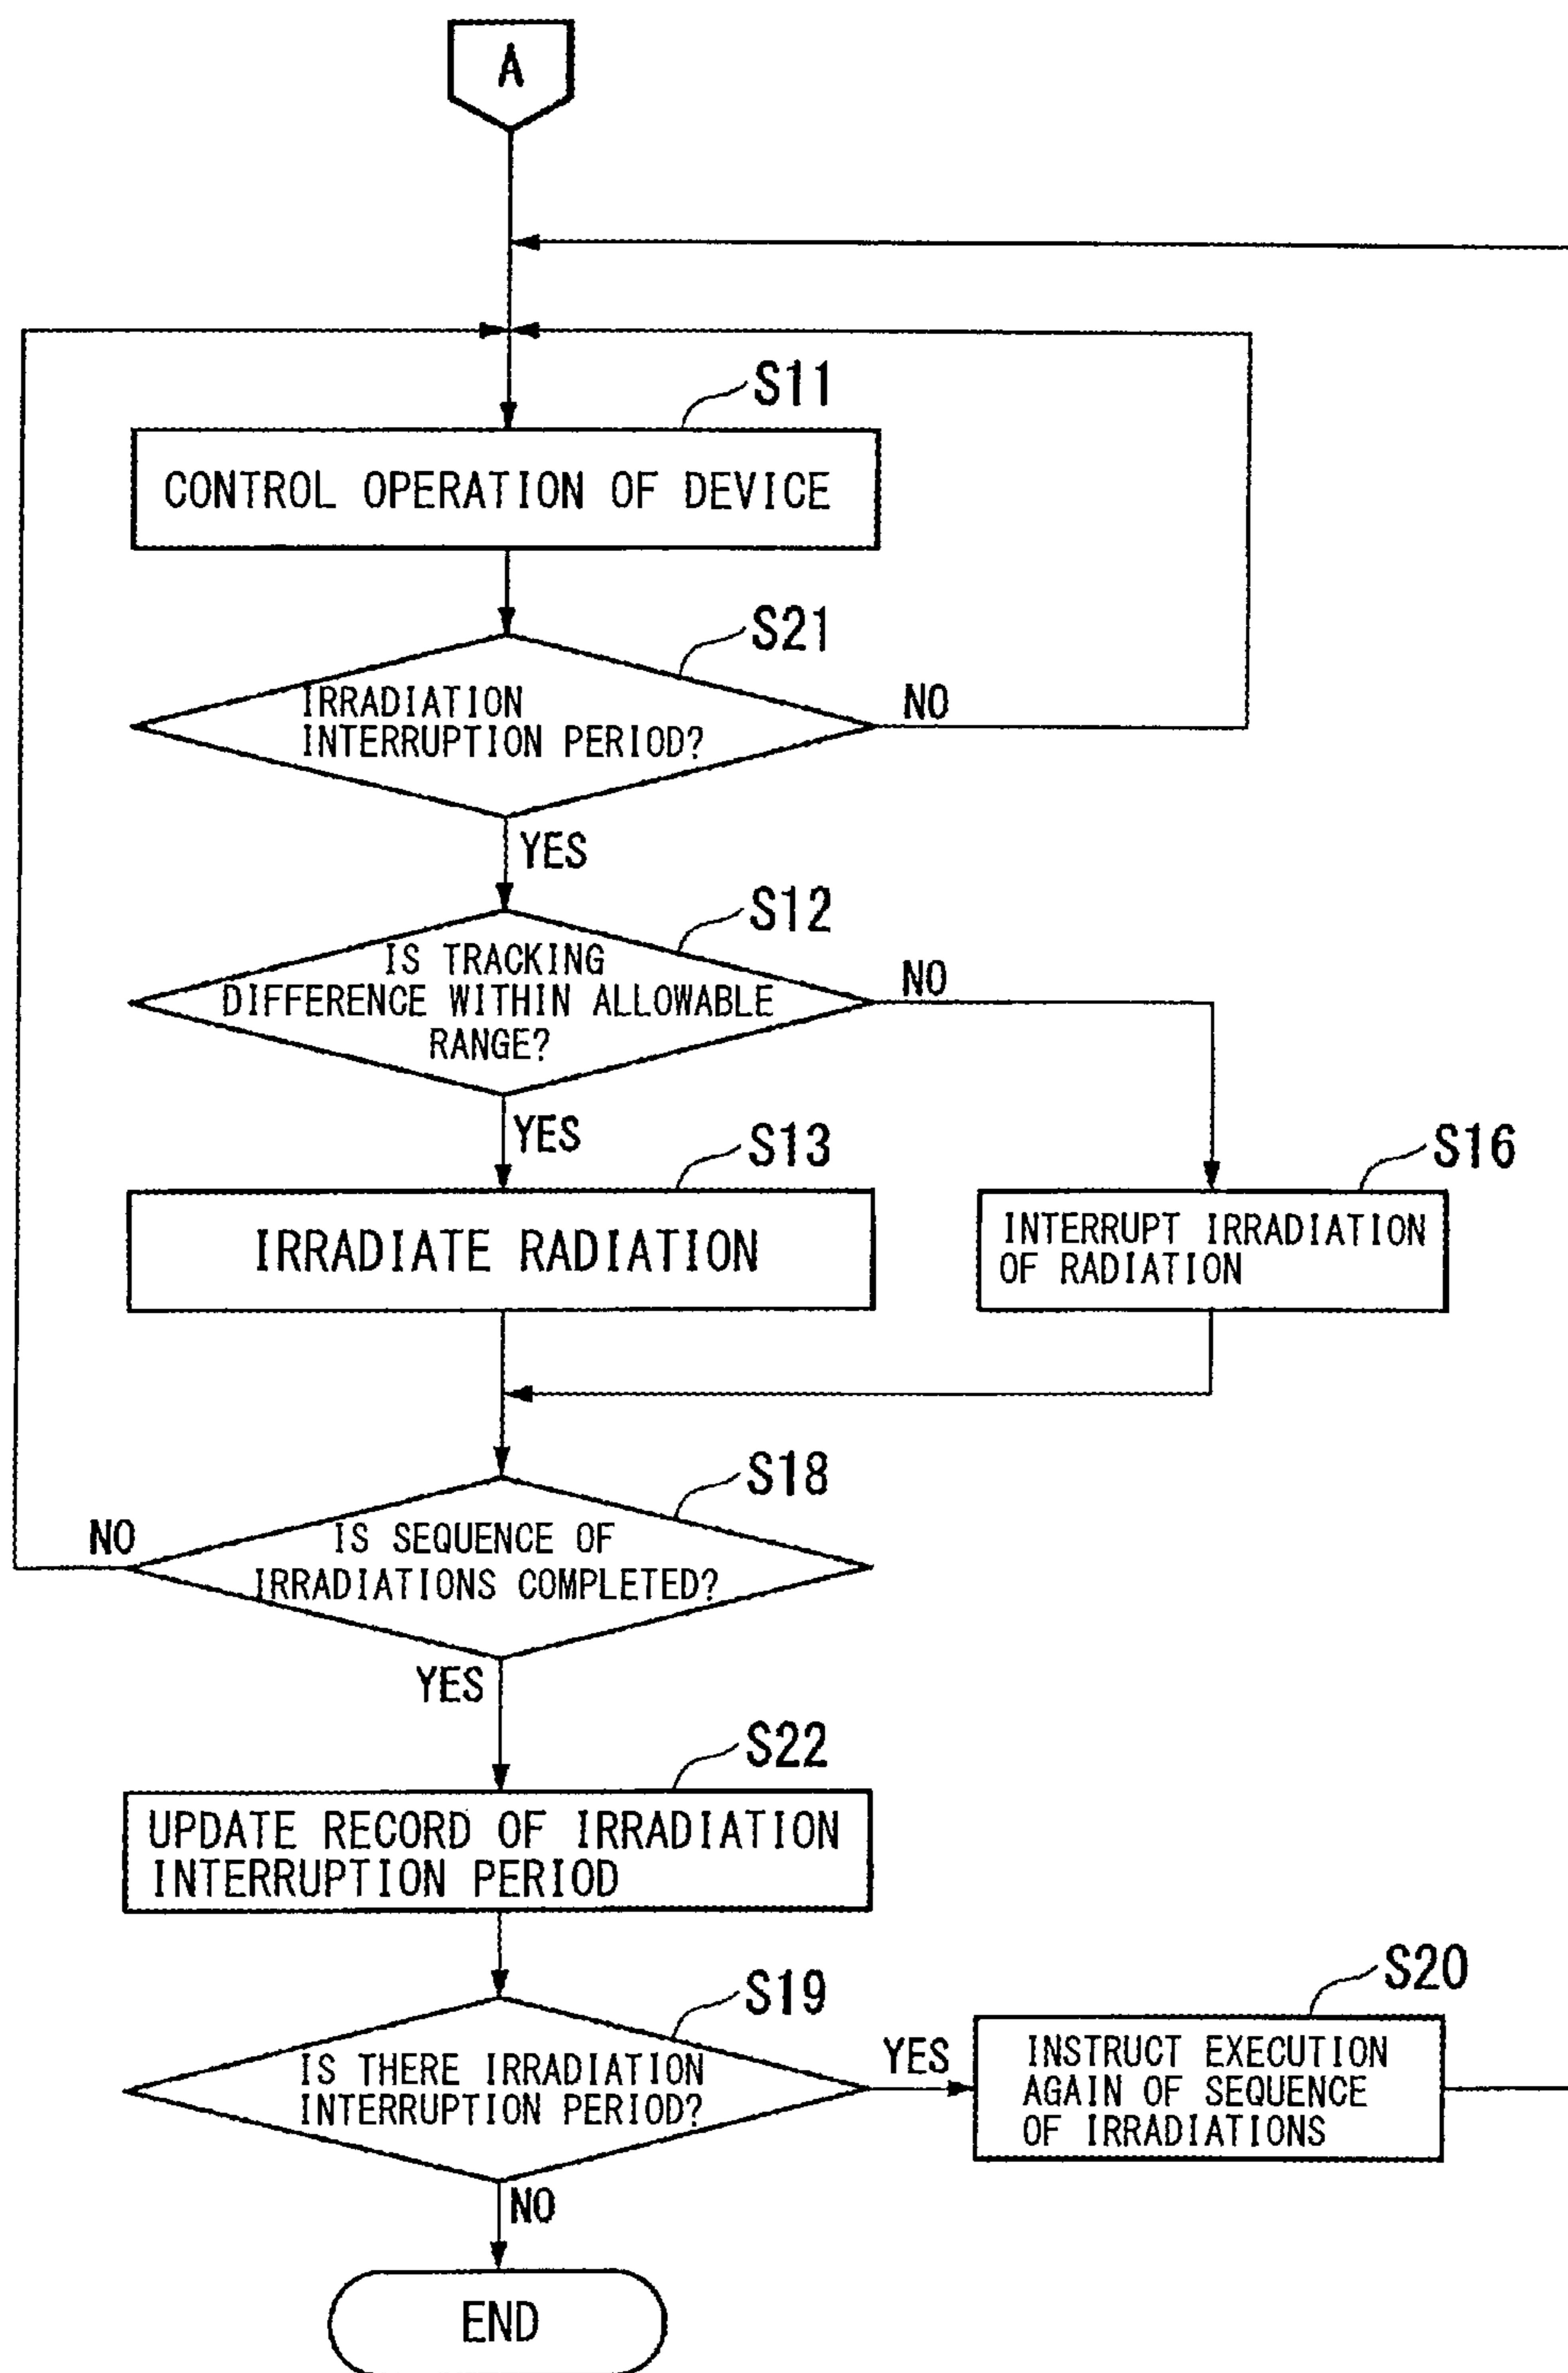 A
S11
CONTROL OPERATION OF DEVICE
S21
IRRADIATION
INTERRUPTION PERIOD?
NO
YES
S12
IS TRACKING
DIFFERENCE WITHIN ALLOWABLE
RANGE?
NO
YES
S13
IRRADIATE RADIATION
S16
INTERRUPT IRRADIATION
OF RADIATION
S18
IS SEQUENCE OF
IRRADIATIONS COMPLETED?
NO
YES
S22
UPDATE RECORD OF IRRADIATION
INTERRUPTION PERIOD
S19
IS THERE IRRADIATION
INTERRUPTION PERIOD?
YES
S20
INSTRUCT EXECUTION
AGAIN OF SEQUENCE
OF IRRADIATIONS
NO
END